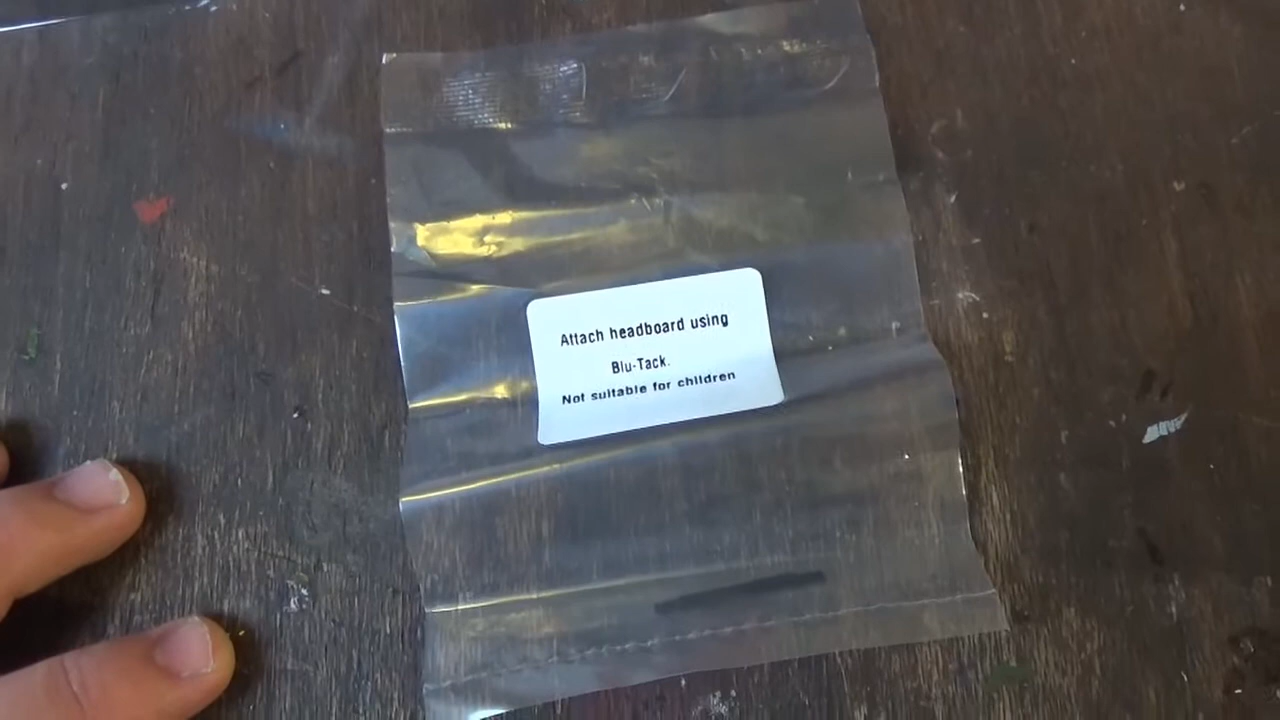 Attach headboard using
Blu-Tack.
Not suitable for children